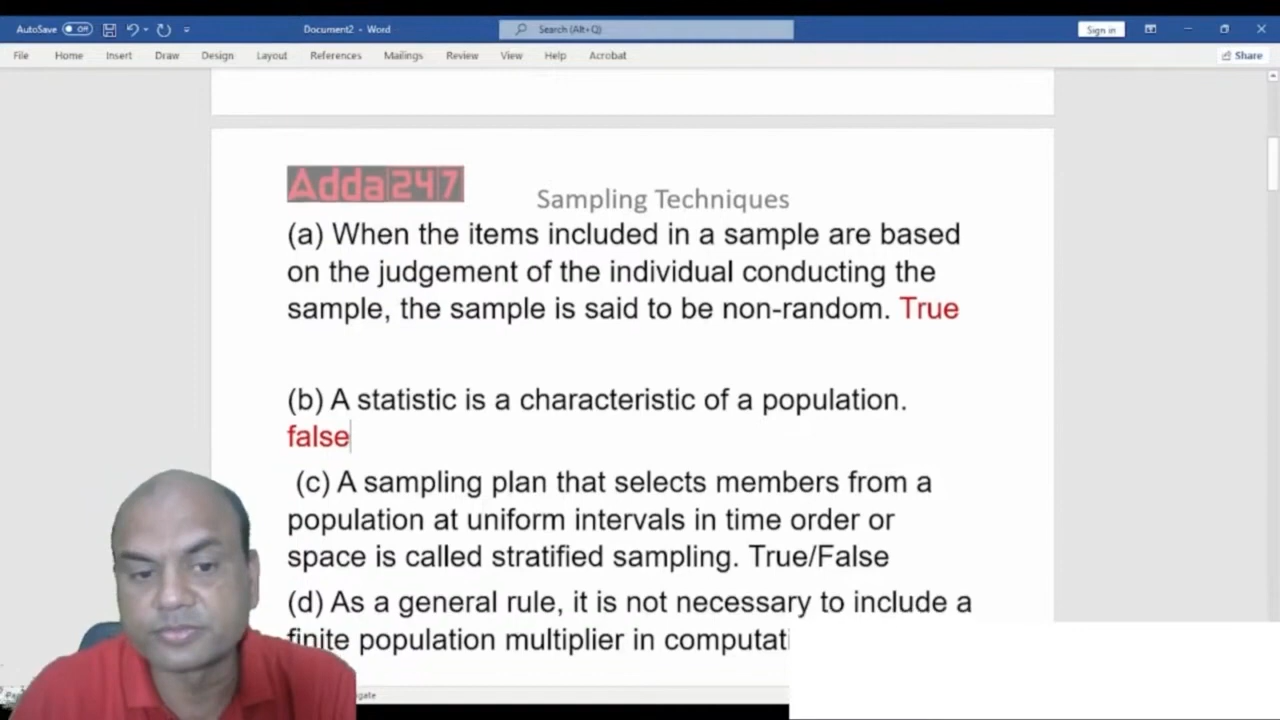 AutoSave Off Document2 - Word Search (Alt+Q) Sign in
File Home Insert Draw Design Layout References Mailings Review View Help Acrobat Share
Adda 247
Sampling Techniques
(a) When the items included in a sample are based
on the judgement of the individual conducting the
sample, the sample is said to be non-random. True
(b) A statistic is a characteristic of a population.
false
(c) A sampling plan that selects members from a
population at uniform intervals in time order or
space is called stratified sampling. True/False
(d) As a general rule, it is not necessary to include a
finite population multiplier in